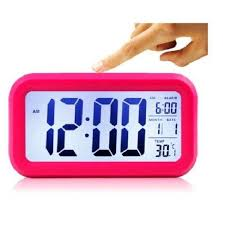 AM 12:00
ALARM
6:00
MONTH DATE
1 1
TEMP
30.°C